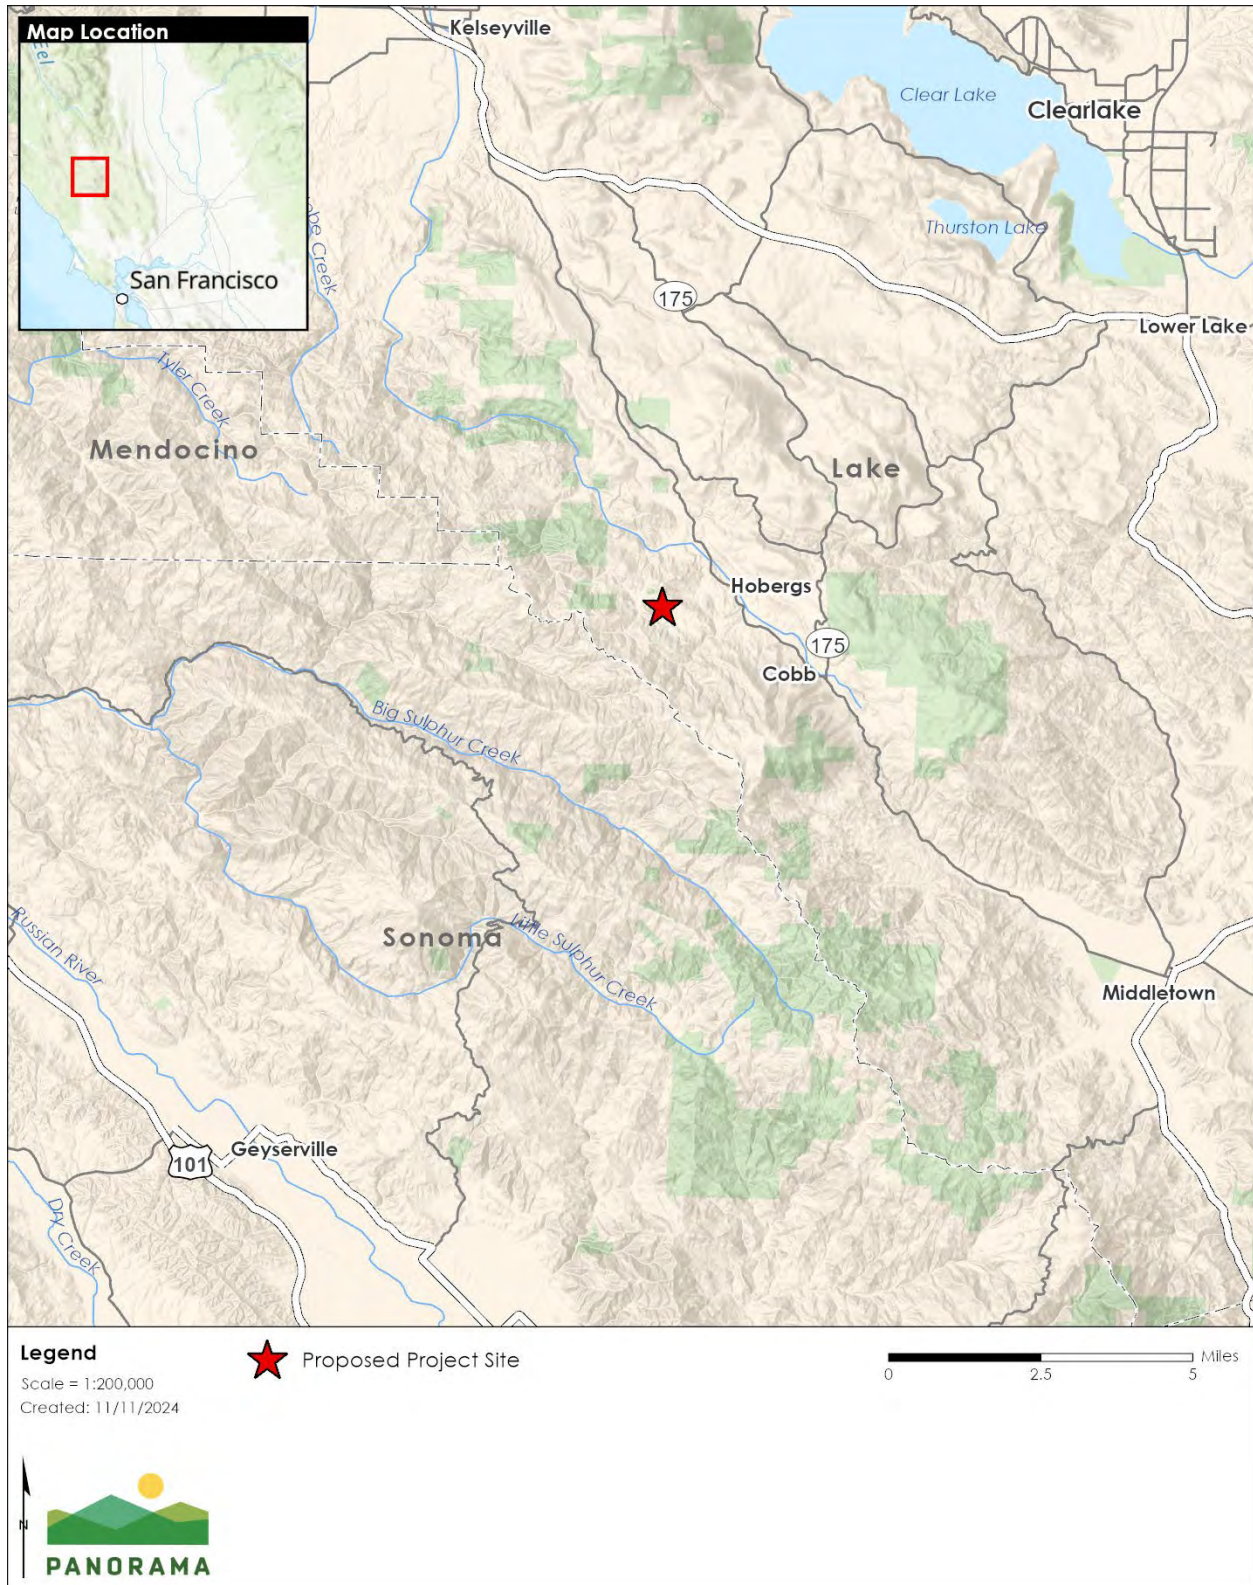 Map Location
Eel
San Francisco
Kelseyville
Clear Lake
Clearlake
Thurston Lake
175
Lower Lake
Tyler Creek
Mendocino
Lake
Hobergs
175
Cobb
Big Sulphur Creek
Sonoma
Little Sulphur Creek
Russian River
Middletown
Geyserville
101
Dry Creek
Legend
Proposed Project Site
Scale = 1:200,000
Created: 11/11/2024
Miles
0 2.5 5
N
PANORAMA